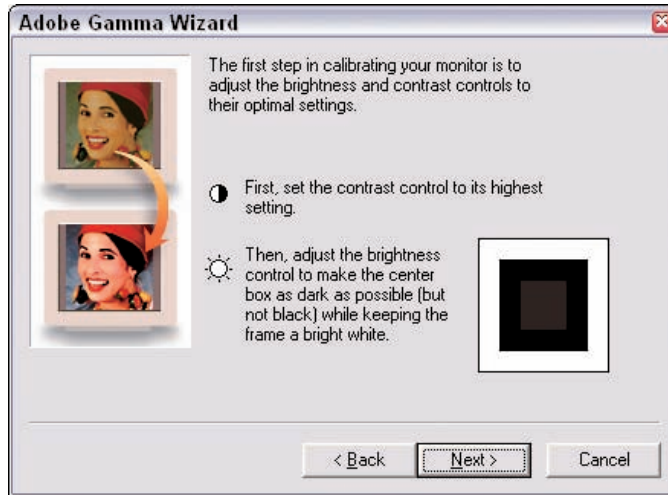 Adobe Gamma Wizard
The first step in calibrating your monitor is to
adjust the brightness and contrast controls to
their optimal settings.
First, set the contrast control to its highest
setting.
Then, adjust the brightness
control to make the center
box as dark as possible (but
not black) while keeping the
frame a bright white.
< Back
Next >
Cancel